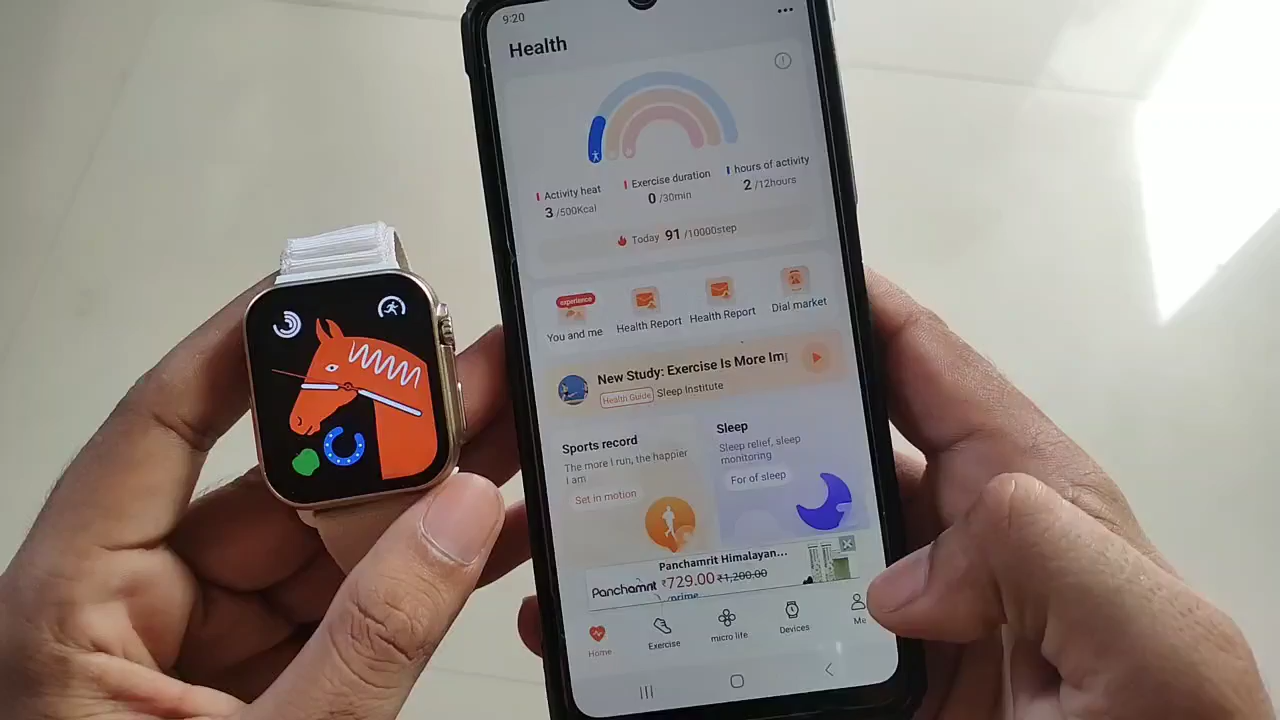 9:20
Health
Activity heat
3 /500Kcal
Exercise duration
0 /30min
hours of activity
2 /12hours
Today 91 /10000step
experience
You and me
Health Report
Health Report
Dial market
New Study: Exercise Is More Im
Health Guide Sleep Institute
Sports record
The more I run, the happier
I am
Set in motion
Sleep
Sleep relief, sleep
monitoring
For of sleep
Panchamrit Himalayan...
Panchamrit
₹729.00 ₹1,200.00
prime
Home
Exercise
micro life
Devices
Me